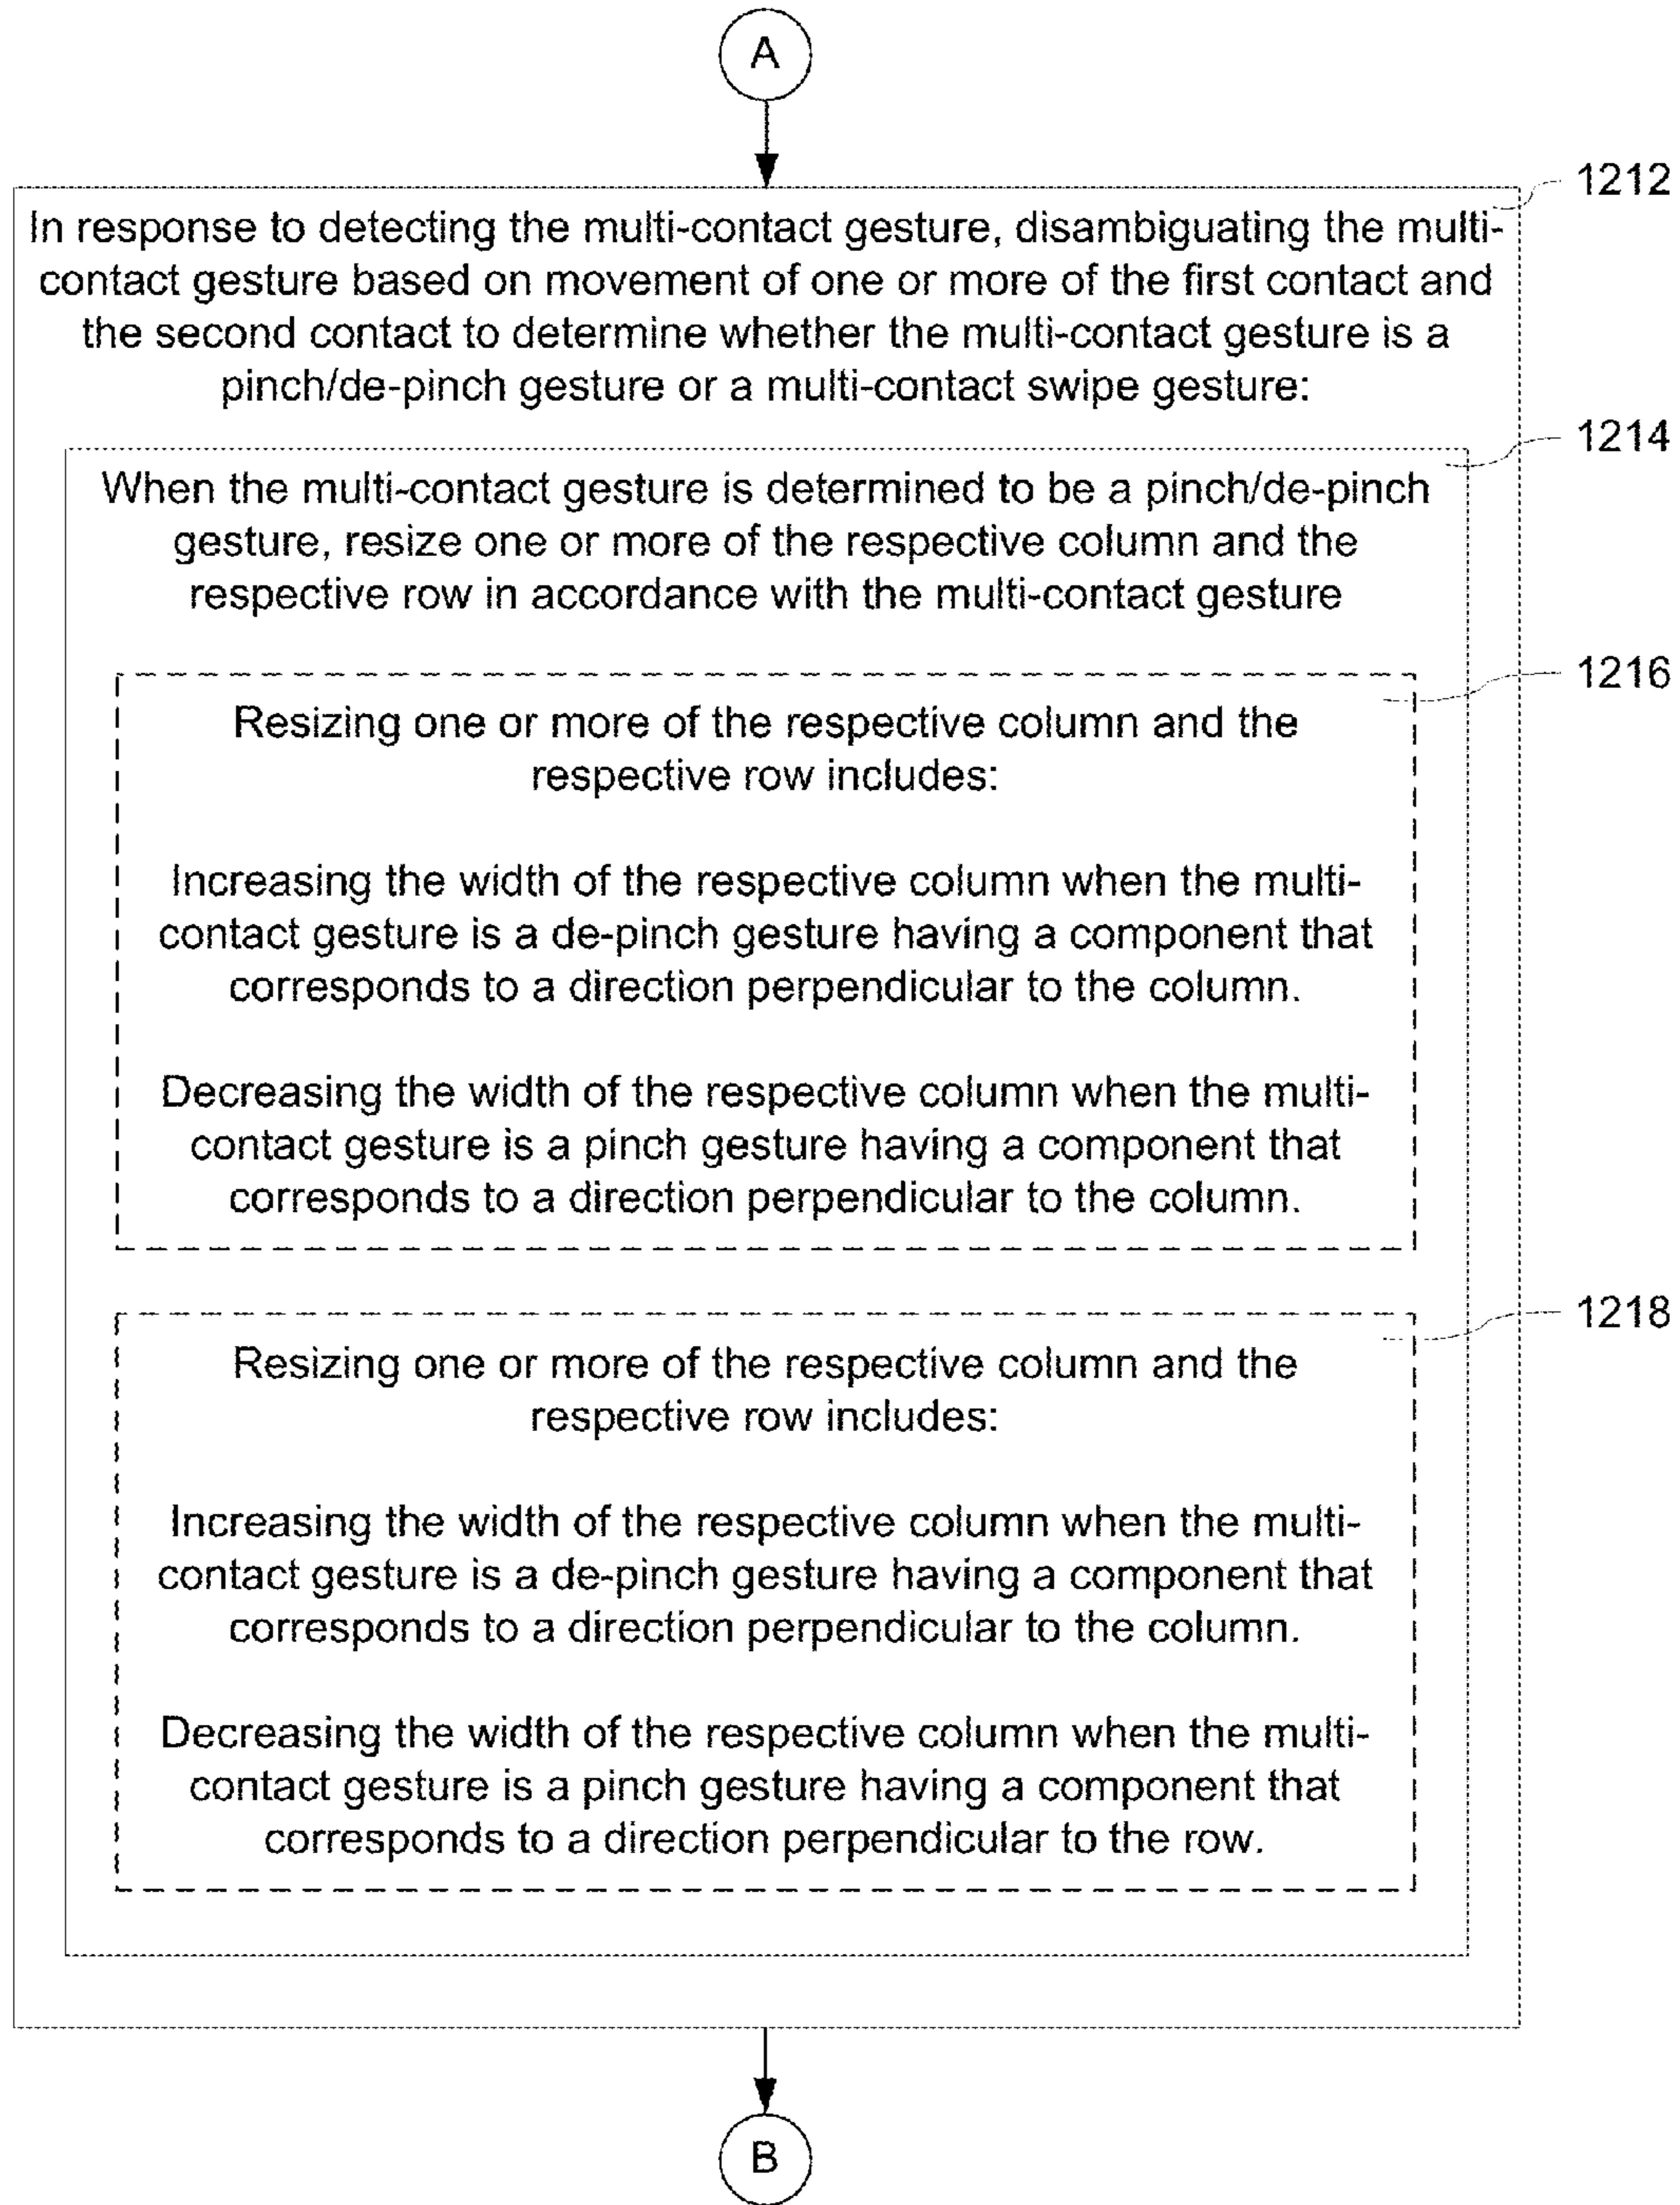 A
1212
In response to detecting the multi-contact gesture, disambiguating the multi-
contact gesture based on movement of one or more of the first contact and
the second contact to determine whether the multi-contact gesture is a
pinch/de-pinch gesture or a multi-contact swipe gesture:
1214
When the multi-contact gesture is determined to be a pinch/de-pinch
gesture, resize one or more of the respective column and the
respective row in accordance with the multi-contact gesture
1216
Resizing one or more of the respective column and the
respective row includes:
Increasing the width of the respective column when the multi-
contact gesture is a de-pinch gesture having a component that
corresponds to a direction perpendicular to the column.
Decreasing the width of the respective column when the multi-
contact gesture is a pinch gesture having a component that
corresponds to a direction perpendicular to the column.
1218
Resizing one or more of the respective column and the
respective row includes:
Increasing the width of the respective column when the multi-
contact gesture is a de-pinch gesture having a component that
corresponds to a direction perpendicular to the column.
Decreasing the width of the respective column when the multi-
contact gesture is a pinch gesture having a component that
corresponds to a direction perpendicular to the row.
B